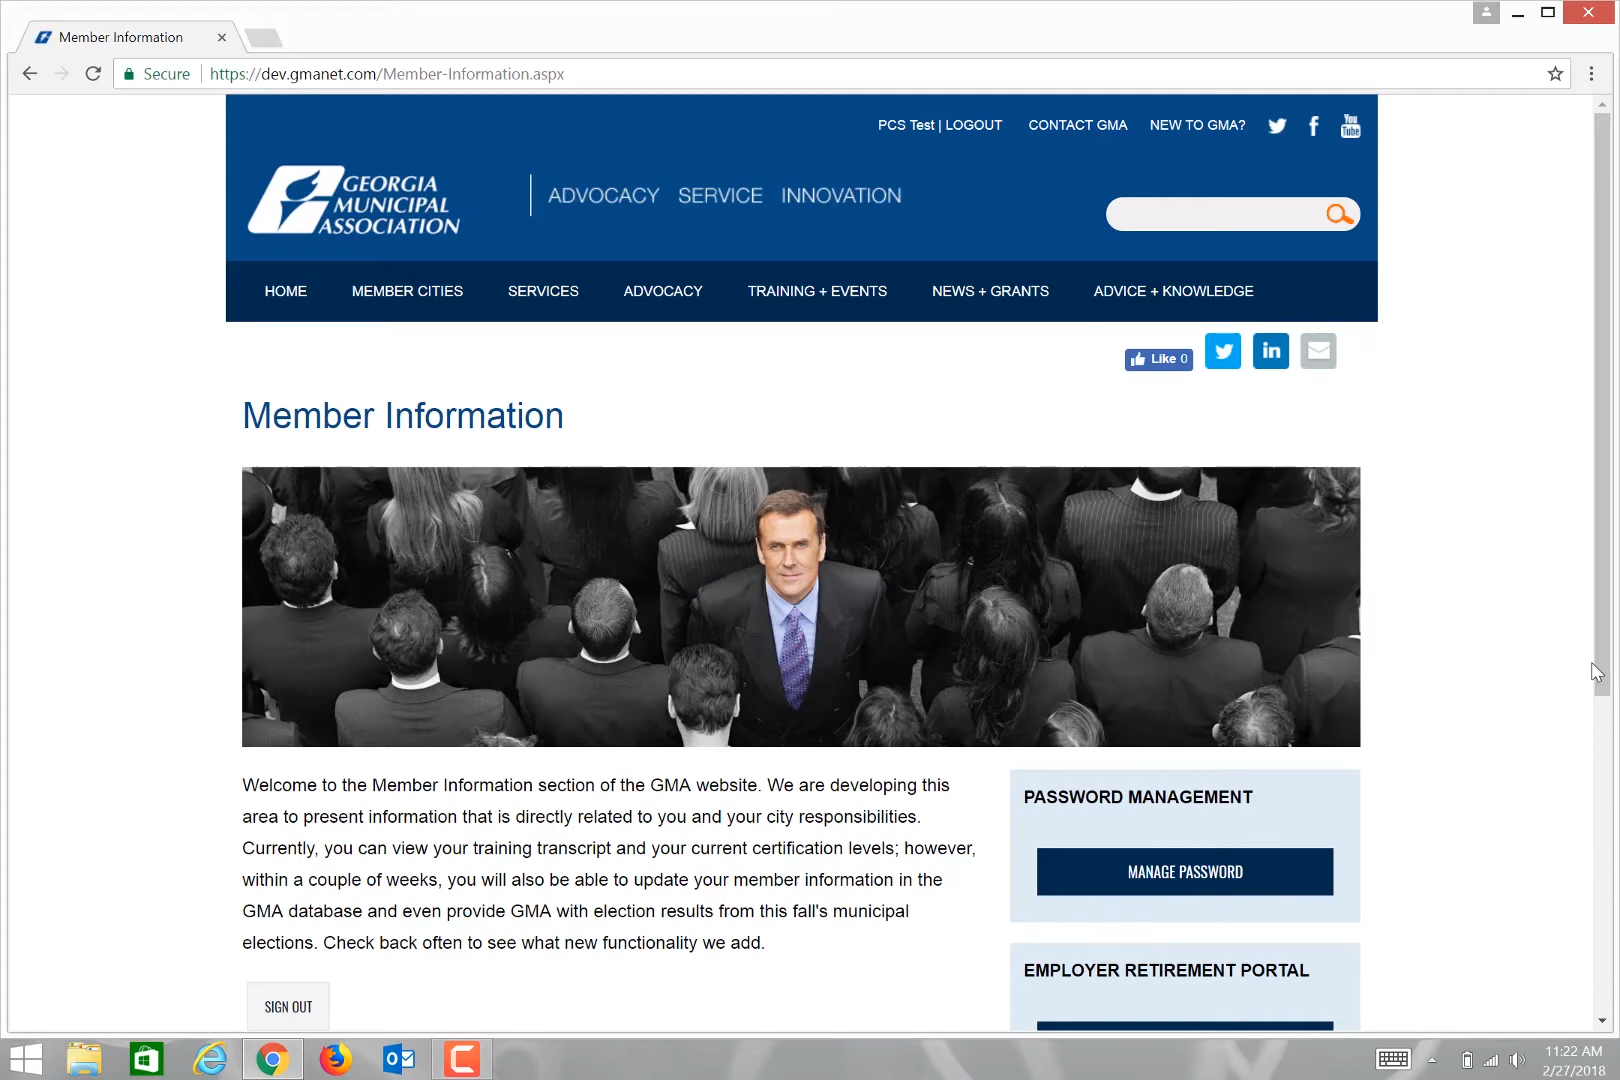 Member Information
Secure https://dev.gmanet.com/Member-Information.aspx
PCS Test | LOGOUT CONTACT GMA NEW TO GMA? You Tube
GEORGIA
MUNICIPAL
ASSOCIATION
ADVOCACY SERVICE INNOVATION
HOME MEMBER CITIES SERVICES ADVOCACY TRAINING + EVENTS NEWS + GRANTS ADVICE + KNOWLEDGE
Like 0 in
Member Information
Welcome to the Member Information section of the GMA website. We are developing this
area to present information that is directly related to you and your city responsibilities.
Currently, you can view your training transcript and your current certification levels; however,
within a couple of weeks, you will also be able to update your member information in the
GMA database and even provide GMA with election results from this fall's municipal
elections. Check back often to see what new functionality we add.
SIGN OUT
PASSWORD MANAGEMENT
MANAGE PASSWORD
EMPLOYER RETIREMENT PORTAL
11:22 AM
2/27/2018